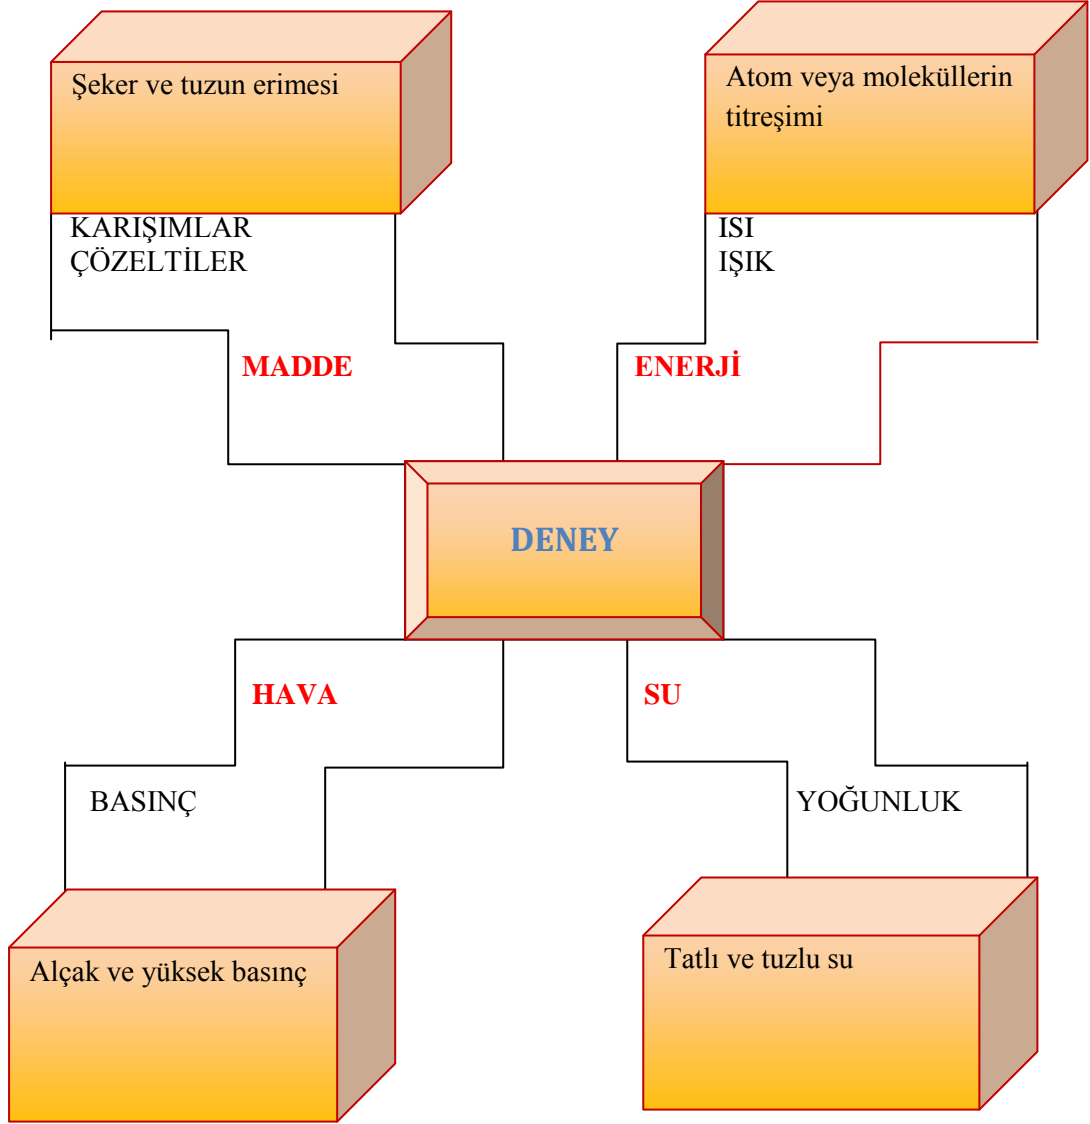 Şeker ve tuzun erimesi
Atom veya moleküllerin
titreşimi
KARIŞIMLAR
ÇÖZELTİLER
ISI
IŞIK
MADDE
ENERJİ
DENEY
HAVA
SU
BASINÇ
YOĞUNLUK
Alçak ve yüksek basınç
Tatlı ve tuzlu su